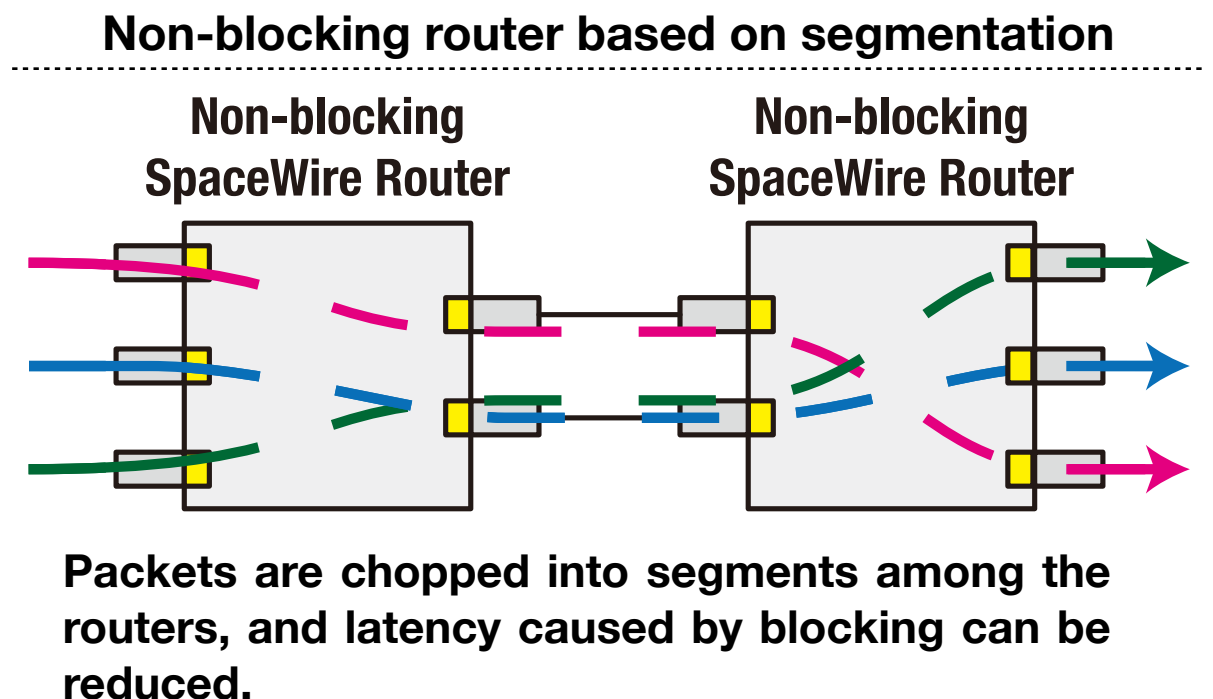 Non-blocking router based on segmentation
Non-blocking
SpaceWire Router
Non-blocking
SpaceWire Router
Packets are chopped into segments among the
routers, and latency caused by blocking can be
reduced.